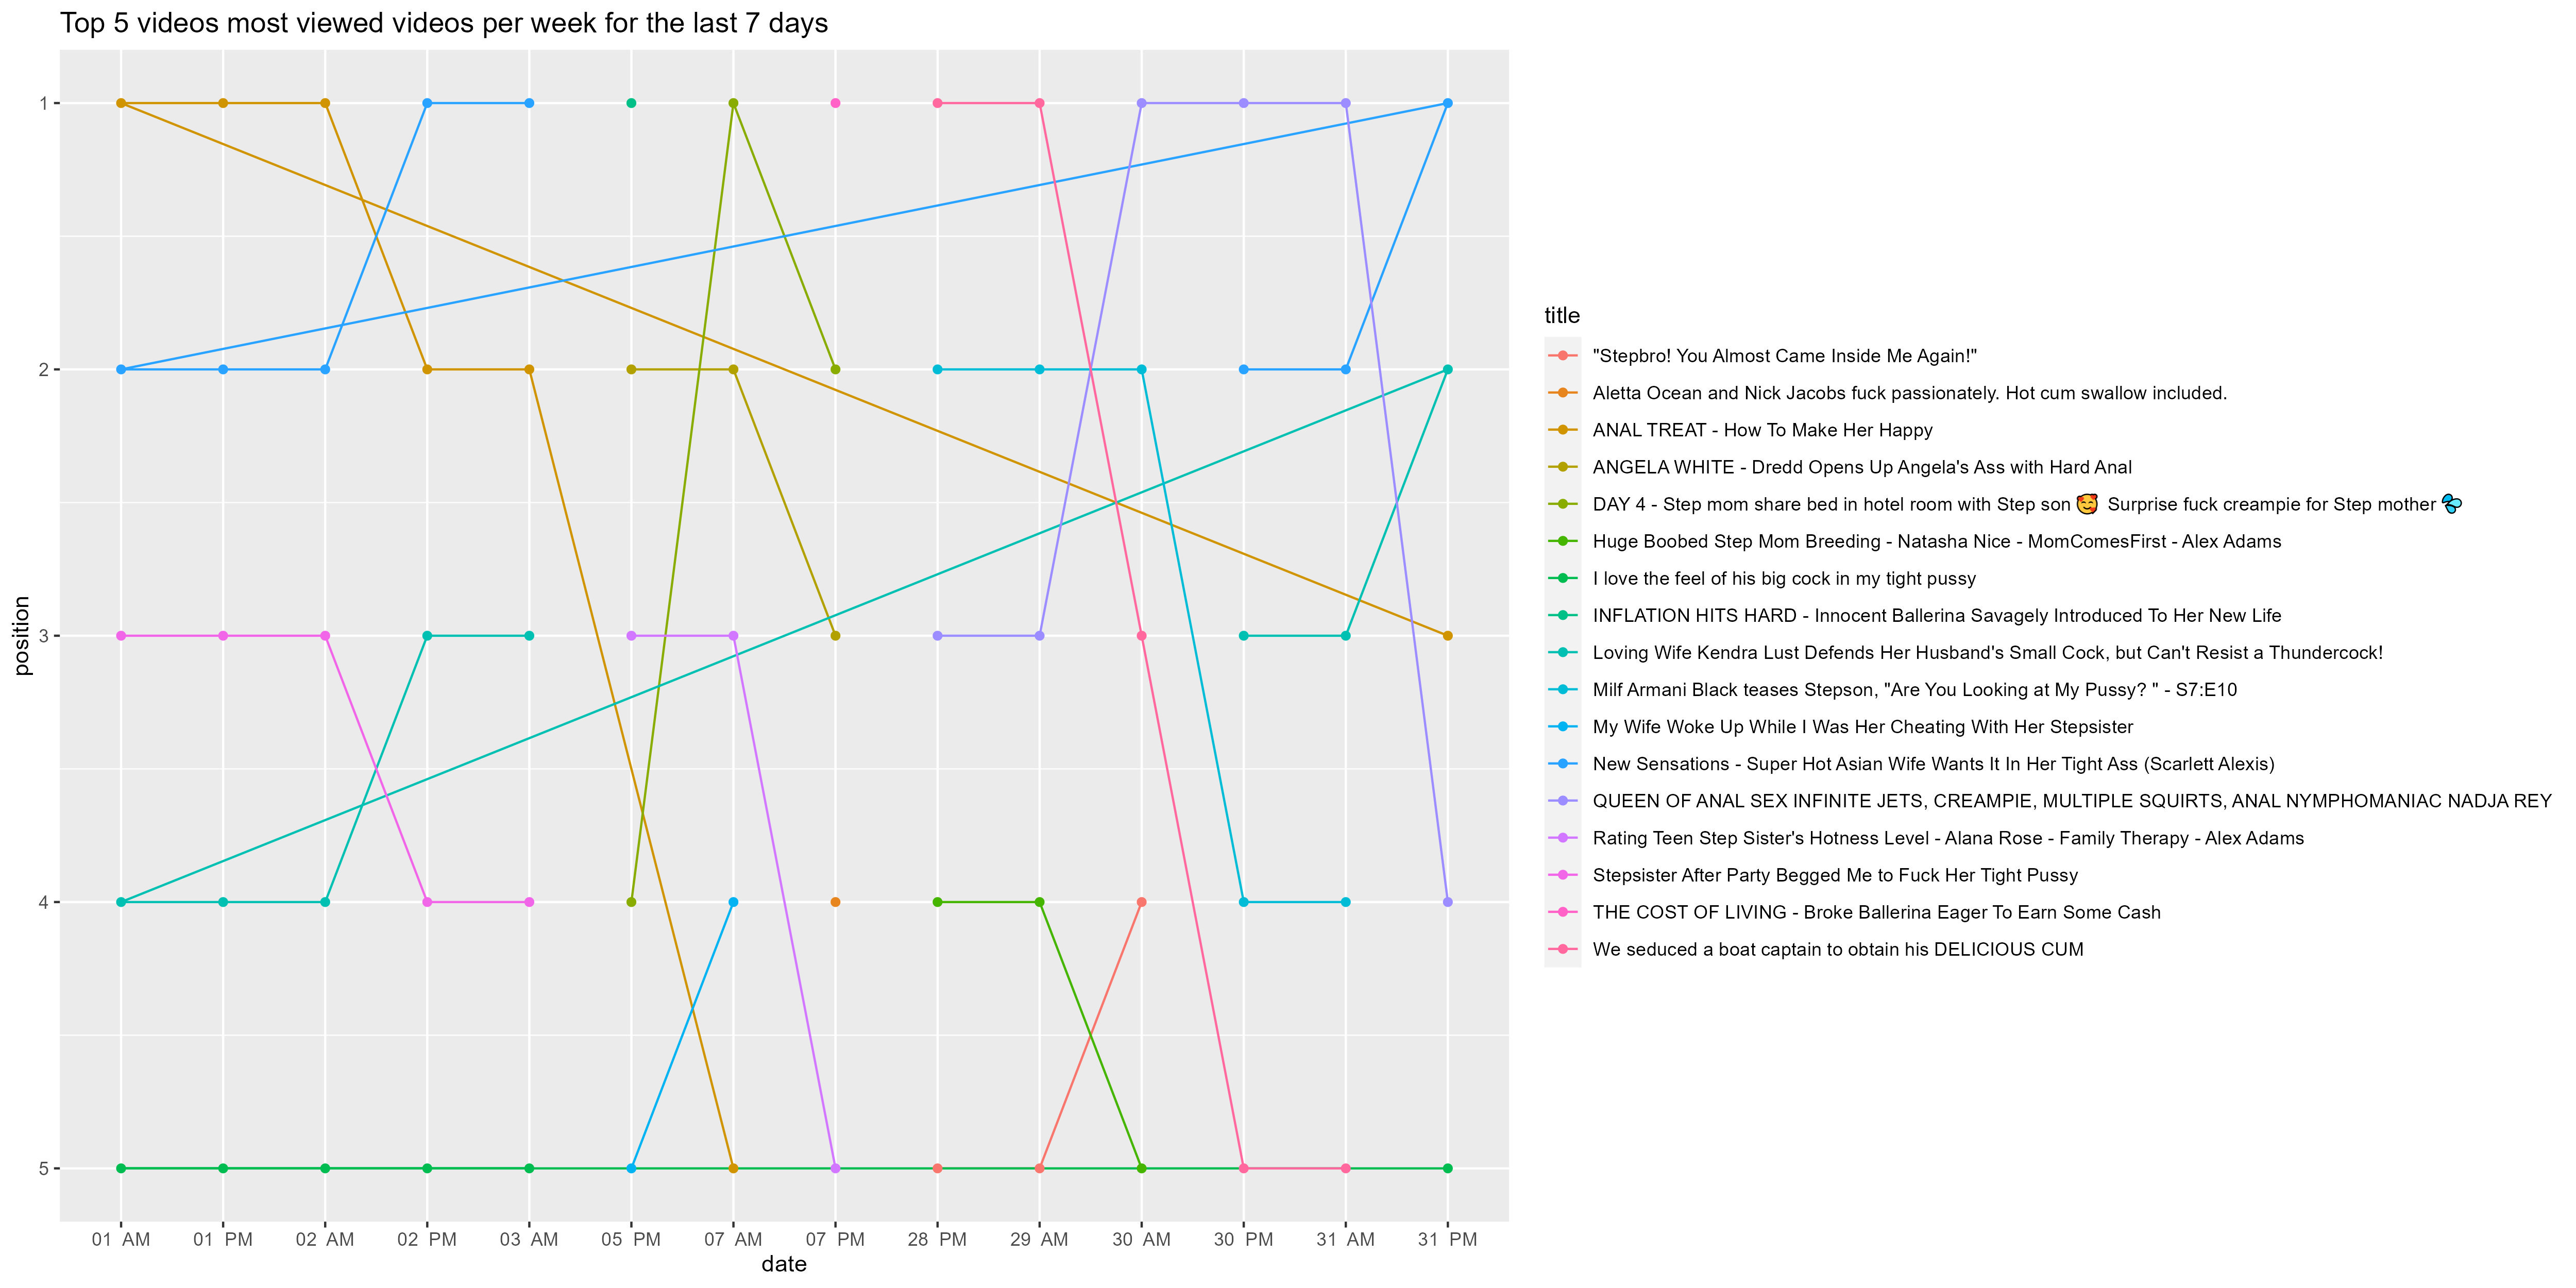 Top 5 videos most viewed videos per week for the last 7 days
position
1
2
3
4
5
01 AM
01 PM
02 AM
02 PM
03 AM
05 PM
07 AM
07 PM
28 PM
29 AM
30 AM
30 PM
31 AM
31 PM
date
title
"Stepbro! You Almost Came Inside Me Again!"
Aletta Ocean and Nick Jacobs fuck passionately. Hot cum swallow included.
ANAL TREAT - How To Make Her Happy
ANGELA WHITE - Dredd Opens Up Angela's Ass with Hard Anal
DAY 4 - Step mom share bed in hotel room with Step son 🥰 Surprise fuck creampie for Step mother 💦
Huge Boobed Step Mom Breeding - Natasha Nice - MomComesFirst - Alex Adams
I love the feel of his big cock in my tight pussy
INFLATION HITS HARD - Innocent Ballerina Savagely Introduced To Her New Life
Loving Wife Kendra Lust Defends Her Husband's Small Cock, but Can't Resist a Thundercock!
Milf Armani Black teases Stepson, "Are You Looking at My Pussy? " - S7:E10
My Wife Woke Up While I Was Her Cheating With Her Stepsister
New Sensations - Super Hot Asian Wife Wants It In Her Tight Ass (Scarlett Alexis)
QUEEN OF ANAL SEX INFINITE JETS, CREAMPIE, MULTIPLE SQUIRTS, ANAL NYMPHOMANIAC NADJA REY
Rating Teen Step Sister's Hotness Level - Alana Rose - Family Therapy - Alex Adams
Stepsister After Party Begged Me to Fuck Her Tight Pussy
THE COST OF LIVING - Broke Ballerina Eager To Earn Some Cash
We seduced a boat captain to obtain his DELICIOUS CUM